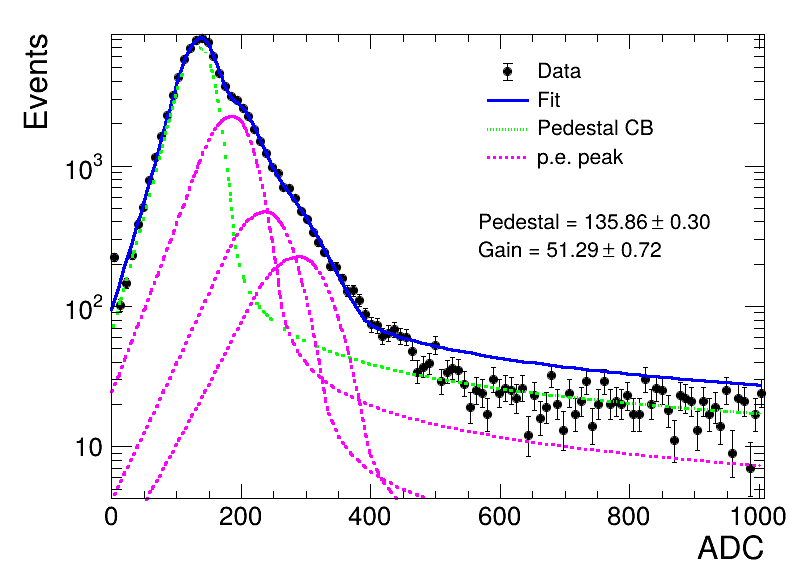 Events
10³
10²
10
Data
Fit
Pedestal CB
p.e. peak
Pedestal = 135.86 ± 0.30
Gain = 51.29 ± 0.72
0 200 400 600 800 1000
ADC